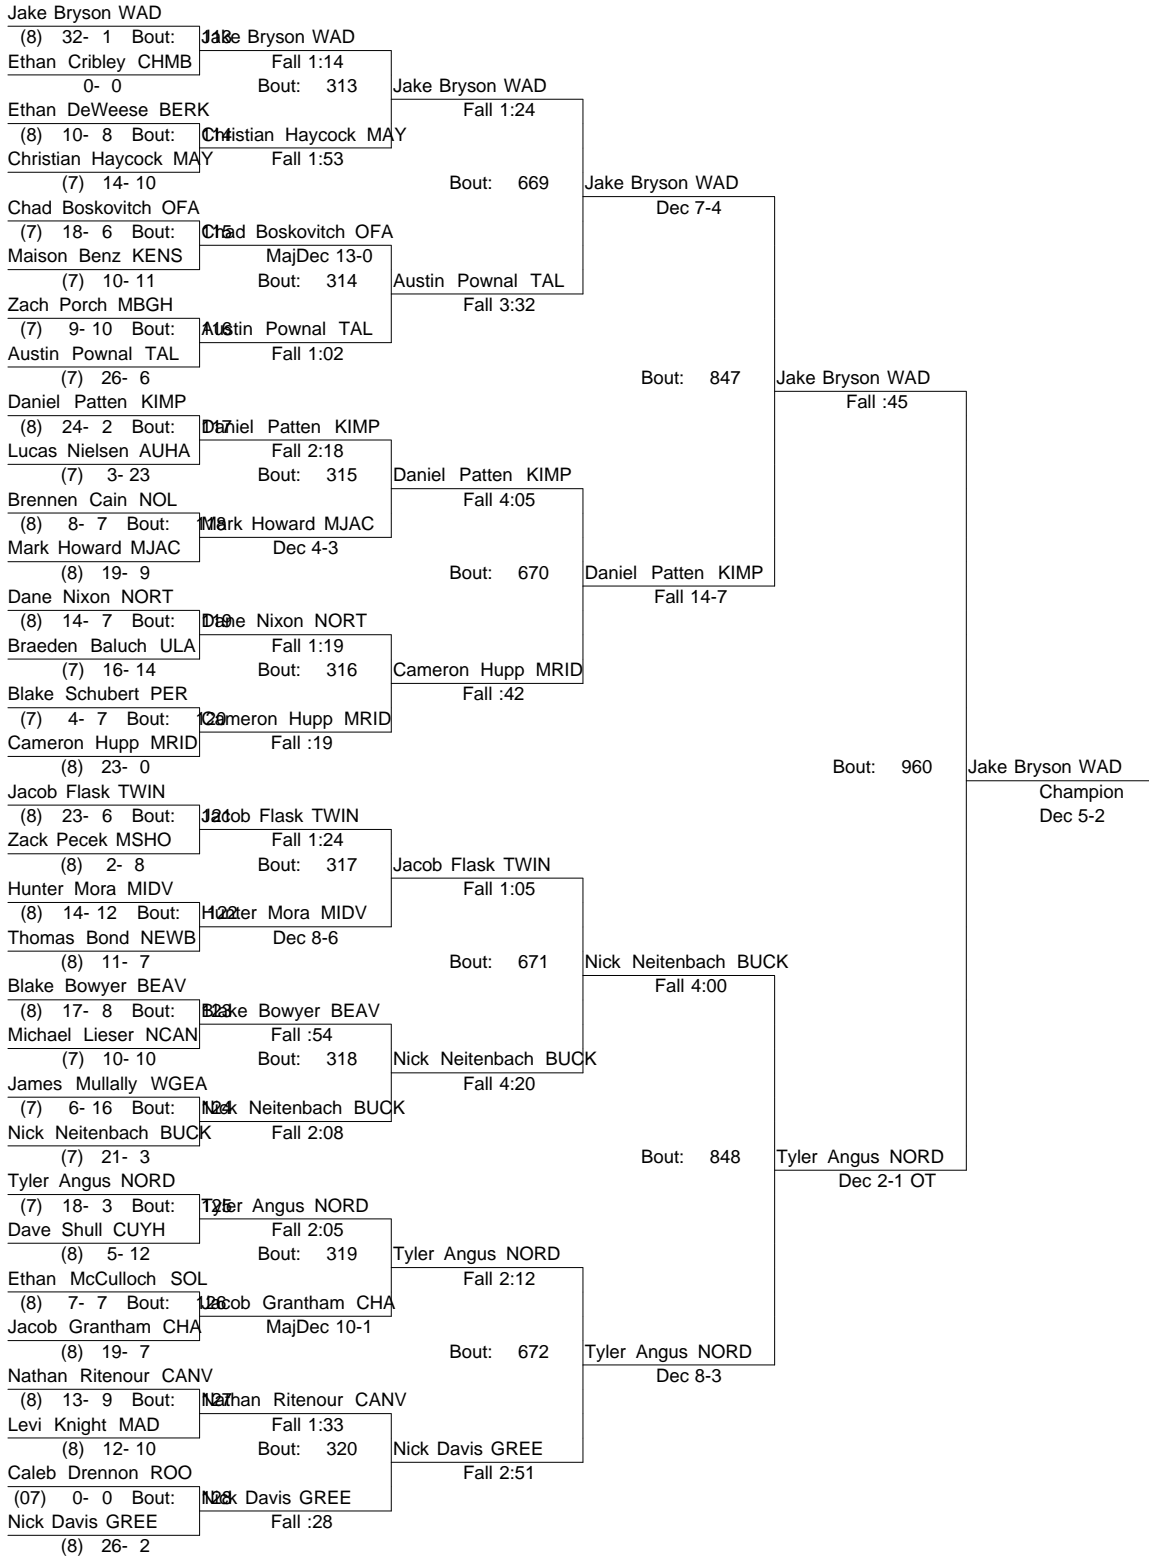 Jake Bryson WAD
(8) 32- 1 Bout: 113
Jake Bryson WAD
Ethan Cribley CHMB
Fall 1:14
0- 0
Bout: 313
Jake Bryson WAD
Ethan DeWeese BERK
Fall 1:24
(8) 10- 8 Bout: 114
Christian Haycock MAY
Christian Haycock MAY
Fall 1:53
(7) 14- 10
Bout: 669
Jake Bryson WAD
Chad Boskovitch OFA
Dec 7-4
(7) 18- 6 Bout: 115
Chad Boskovitch OFA
Maison Benz KENS
MajDec 13-0
(7) 10- 11
Bout: 314
Austin Pownal TAL
Zach Porch MBGH
Fall 3:32
(7) 9- 10 Bout: 116
Austin Pownal TAL
Austin Pownal TAL
Fall 1:02
(7) 26- 6
Bout: 847
Jake Bryson WAD
Daniel Patten KIMP
Fall :45
(8) 24- 2 Bout: 117
Daniel Patten KIMP
Lucas Nielsen AUHA
Fall 2:18
(7) 3- 23
Bout: 315
Daniel Patten KIMP
Brennen Cain NOL
Fall 4:05
(8) 8- 7 Bout: 118
Mark Howard MJAC
Mark Howard MJAC
Dec 4-3
(8) 19- 9
Bout: 670
Daniel Patten KIMP
Dane Nixon NORT
Fall 14-7
(8) 14- 7 Bout: 119
Dane Nixon NORT
Braeden Baluch ULA
Fall 1:19
(7) 16- 14
Bout: 316
Cameron Hupp MRID
Blake Schubert PER
Fall :42
(7) 4- 7 Bout: 120
Cameron Hupp MRID
Cameron Hupp MRID
Fall :19
(8) 23- 0
Bout: 960
Jake Bryson WAD
Jacob Flask TWIN
Champion
(8) 23- 6 Bout: 121
Jacob Flask TWIN
Dec 5-2
Zack Pecek MSHO
Fall 1:24
(8) 2- 8
Bout: 317
Jacob Flask TWIN
Hunter Mora MIDV
Fall 1:05
(8) 14- 12 Bout: 122
Hunter Mora MIDV
Thomas Bond NEWB
Dec 8-6
(8) 11- 7
Bout: 671
Nick Neitenbach BUCK
Blake Bowyer BEAV
Fall 4:00
(8) 17- 8 Bout: 123
Blake Bowyer BEAV
Michael Lieser NCAN
Fall :54
(7) 10- 10
Bout: 318
Nick Neitenbach BUCK
James Mullally WGEA
Fall 4:20
(7) 6- 16 Bout: 124
Nick Neitenbach BUCK
Nick Neitenbach BUCK
Fall 2:08
(7) 21- 3
Bout: 848
Tyler Angus NORD
Tyler Angus NORD
Dec 2-1 OT
(7) 18- 3 Bout: 125
Tyler Angus NORD
Dave Shull CUYH
Fall 2:05
(8) 5- 12
Bout: 319
Tyler Angus NORD
Ethan McCulloch SOL
Fall 2:12
(8) 7- 7 Bout: 126
Jacob Grantham CHA
Jacob Grantham CHA
MajDec 10-1
(8) 19- 7
Bout: 672
Tyler Angus NORD
Nathan Ritenour CANV
Dec 8-3
(8) 13- 9 Bout: 127
Nathan Ritenour CANV
Levi Knight MAD
Fall 1:33
(8) 12- 10
Bout: 320
Nick Davis GREE
Caleb Drennon ROO
Fall 2:51
(07) 0- 0 Bout: 128
Nick Davis GREE
Nick Davis GREE
Fall :28
(8) 26- 2